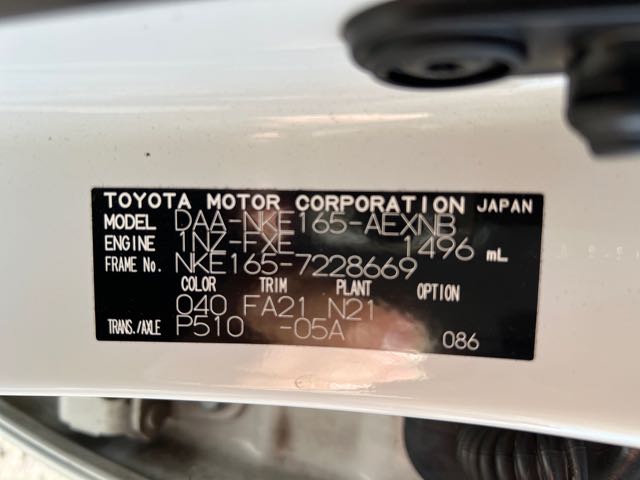 TOYOTA MOTOR CORPORATION JAPAN
MODEL DAA-NKE165-AEXNB
ENGINE 1NZ-FXE 1496 mL
FRAME No. NKE165-7228669
COLOR TRIM PLANT OPTION
040 FA21 N21
TRANS./AXLE P510 -05A 086